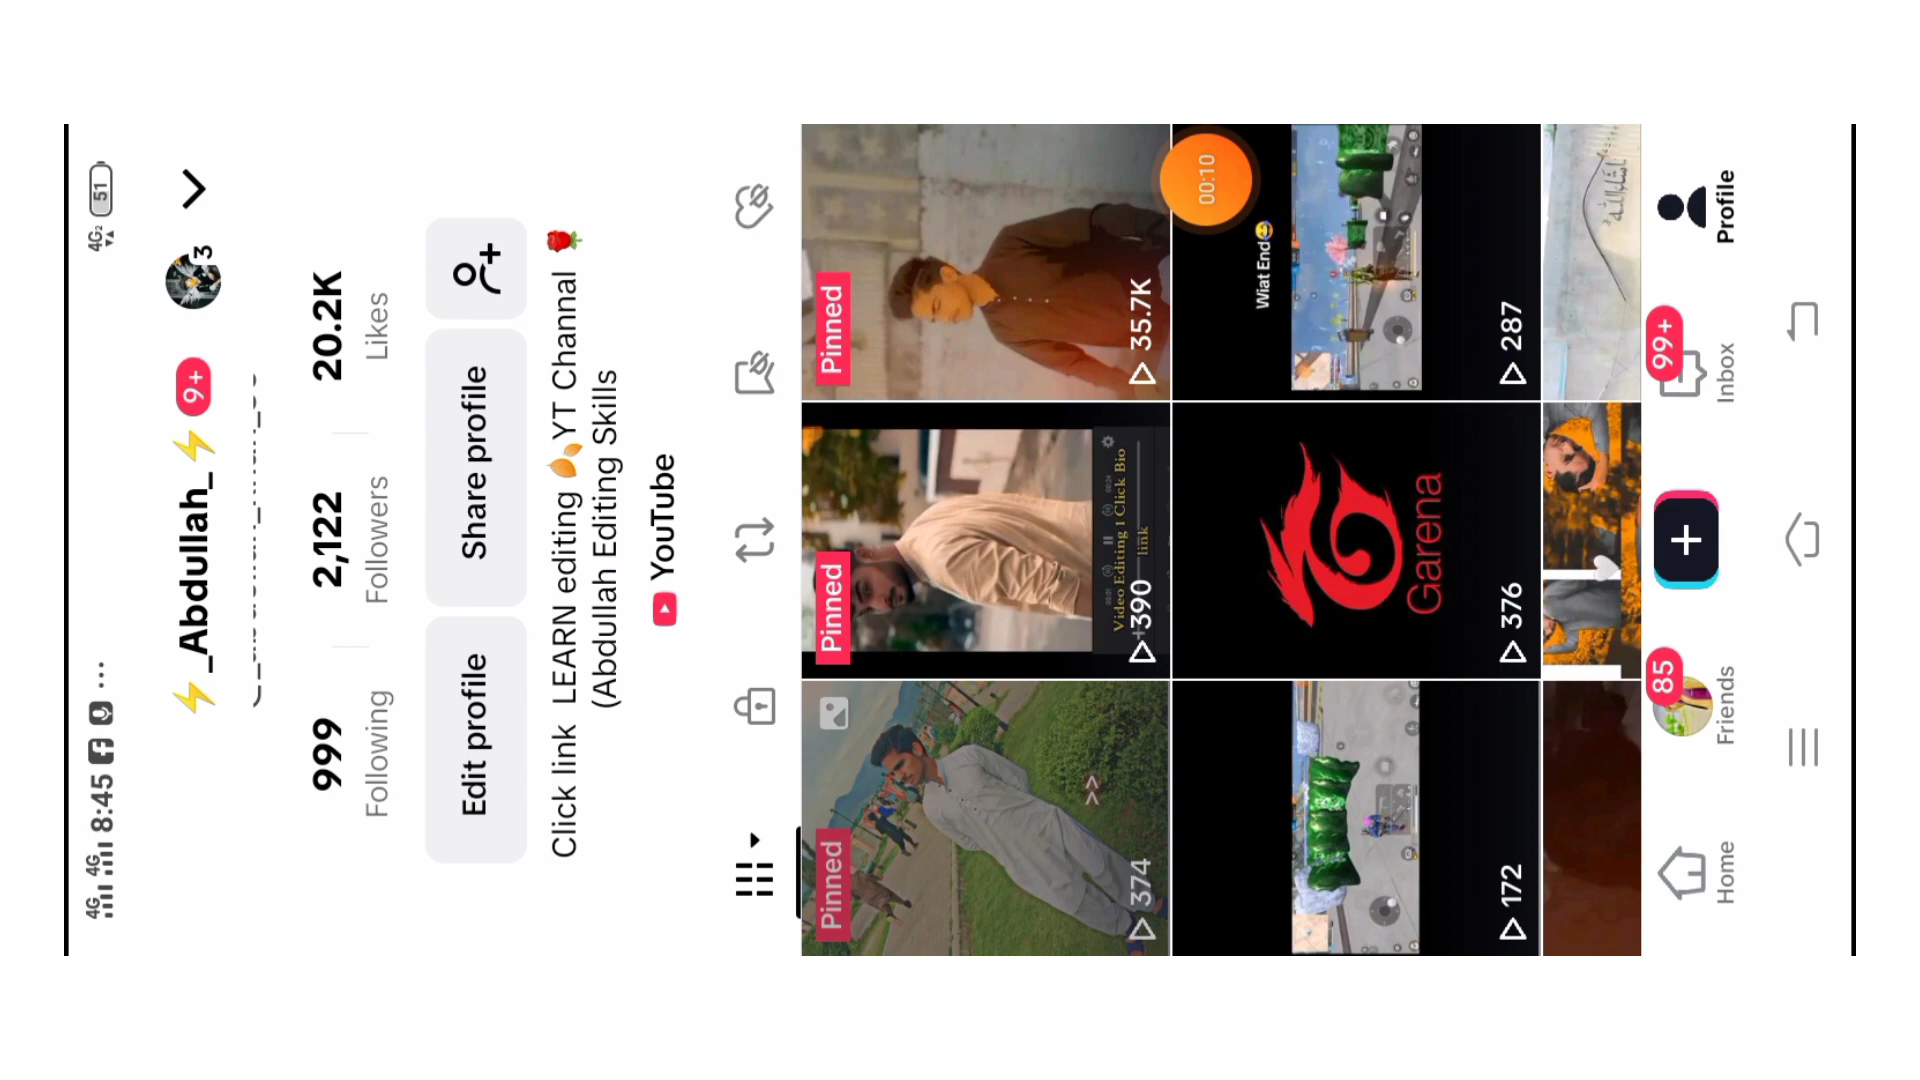 4G 4G 8:45 ... 4G2 51
⚡_Abdullah_⚡ 9+ 3
999 2,122 20.2K
Following Followers Likes
Edit profile Share profile
Click link LEARN editing 🍂YT Channal 🌹
(Abdullah Editing Skills
YouTube
Pinned Pinned Pinned
Video Editing 1 Click Bio
link
374 390 35.7K
00:10
Wiat End
Garena
172 376 287
85 99+
Home Friends Inbox Profile